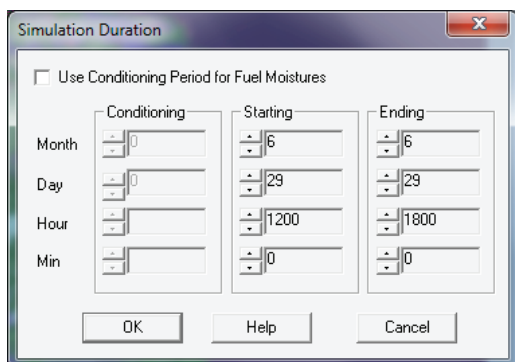 Simulation Duration
Use Conditioning Period for Fuel Moistures
Conditioning Starting Ending
Month 0 6 6
Day 0 29 29
Hour 1200 1800
Min 0 0
OK Help Cancel